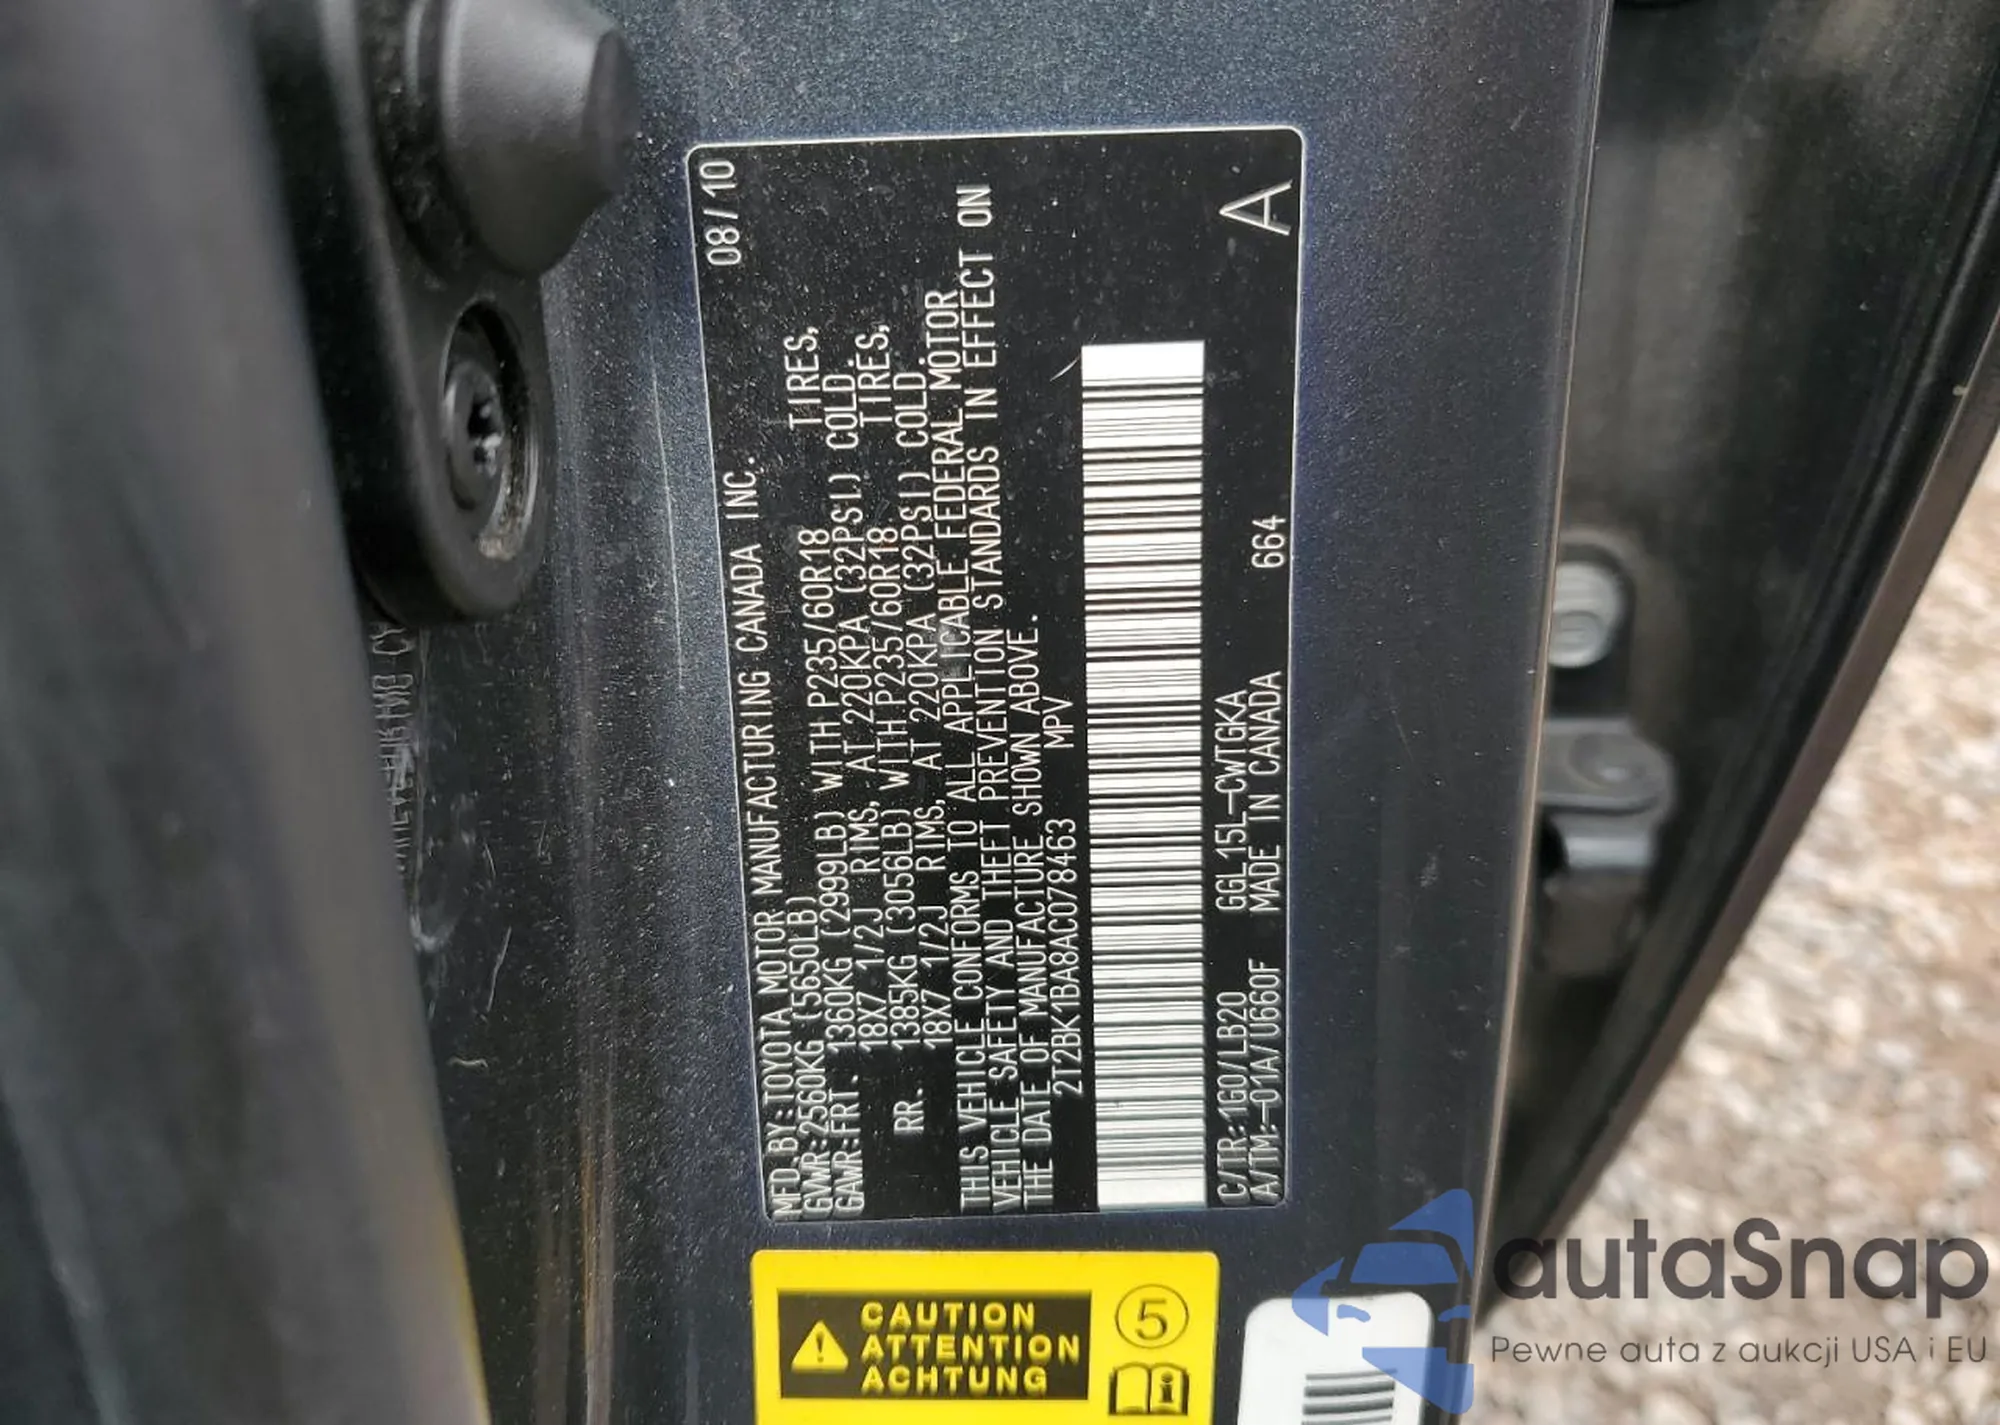 MFD.BY:TOYOTA MOTOR MANUFACTURING CANADA INC. 08/10
GVWR:2560KG (5650LB)
GAWR:FRT. 1360KG (2999LB) WITH P235/60R18 TIRES,
18X7 1/2J RIMS, AT 220KPA (32PSI) COLD.
RR. 1385KG (3056LB) WITH P235/60R18 TIRES,
18X7 1/2J RIMS, AT 220KPA (32PSI) COLD.
THIS VEHICLE CONFORMS TO ALL APPLICABLE FEDERAL MOTOR
VEHICLE SAFETY AND THEFT PREVENTION STANDARDS IN EFFECT ON
THE DATE OF MANUFACTURE SHOWN ABOVE.
2T2BK1BA8AC078463 MPV
C/TR:1G0/LB20 GGL15L-CWTGKA
A/TM:-01A/U660F MADE IN CANADA 664
A
CAUTION
ATTENTION
ACHTUNG
5
i
autaSnap
Pewne auta z aukcji USA i EU